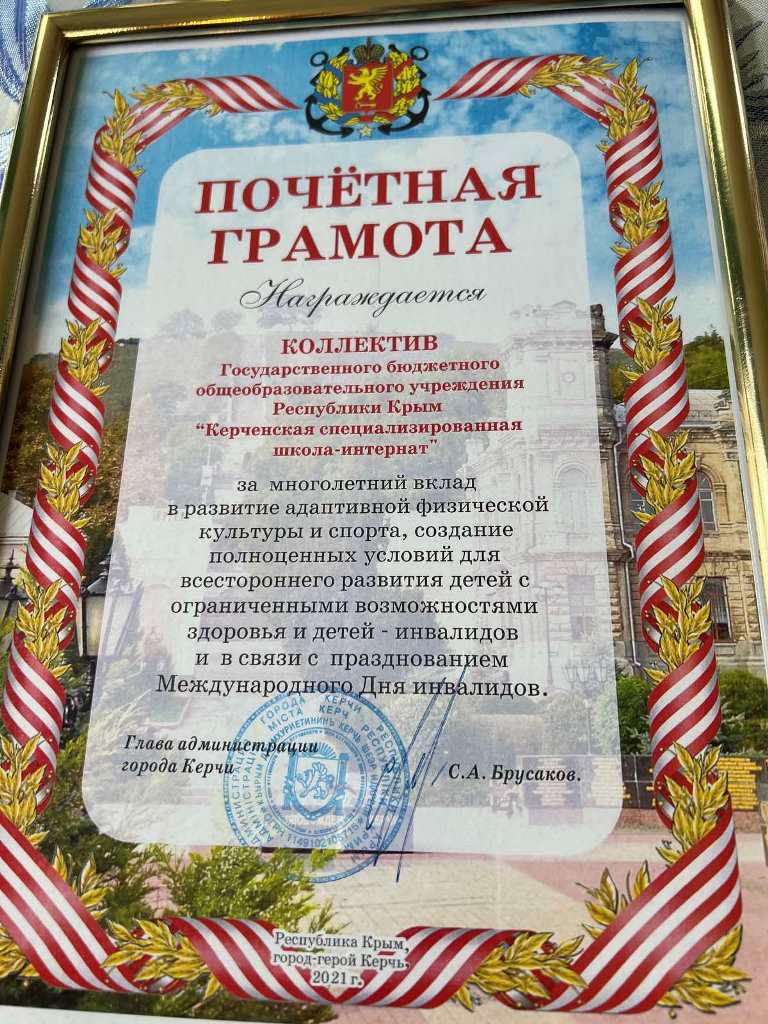 ПОЧЁТНАЯ
ГРАМОТА
Награждается
КОЛЛЕКТИВ
Государственного бюджетного
общеобразовательного учреждения
Республики Крым
“Керченская специализированная
школа-интернат”
за многолетний вклад
в развитие адаптивной физической
культуры и спорта, создание
полноценных условий для
всестороннего развития детей с
ограниченными возможностями
здоровья и детей - инвалидов
и в связи с празднованием
Международного Дня инвалидов.
Глава администрации
города Керчи
С.А. Брусаков.
Республика Крым,
город-герой Керчь,
2021 г.